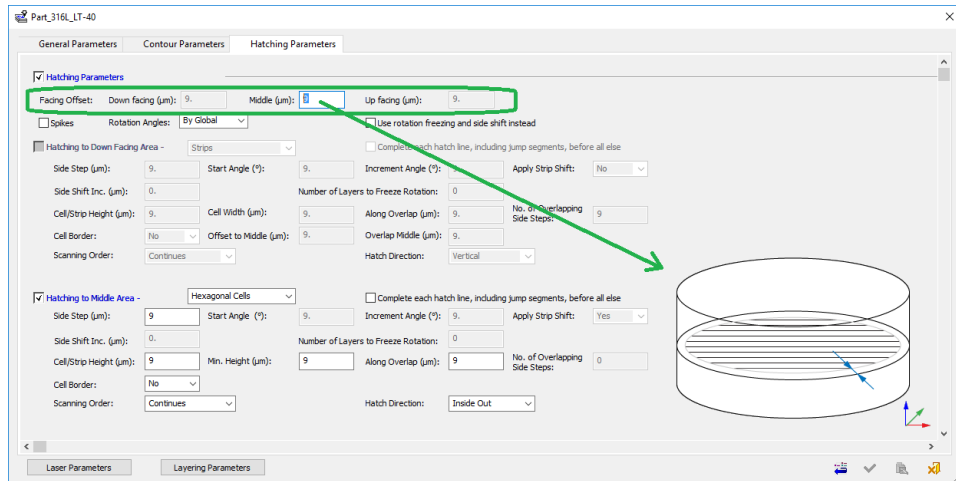 Part_316L_LT-40
General Parameters Contour Parameters Hatching Parameters
Hatching Parameters
Facing Offset: Down facing (µm): 9. Middle (µm): 9 Up facing (µm): 9.
Spikes Rotation Angles: By Global Use rotation freezing and side shift instead
Hatching to Down Facing Area - Strips Complete each hatch line, including jump segments, before all else
Side Step (µm): 9. Start Angle (º): 9. Increment Angle (º): 9. Apply Strip Shift: No
Side Shift Inc. (µm): 0. Number of Layers to Freeze Rotation: 0
Cell/Strip Height (µm): 9. Cell Width (µm): 9. Along Overlap (µm): 9. No. of Overlapping Side Steps: 9
Cell Border: No Offset to Middle (µm): 9. Overlap Middle (µm): 9.
Scanning Order: Continues Hatch Direction: Vertical
Hatching to Middle Area - Hexagonal Cells Complete each hatch line, including jump segments, before all else
Side Step (µm): 9 Start Angle (º): 9. Increment Angle (º): 9. Apply Strip Shift: Yes
Side Shift Inc. (µm): 0. Number of Layers to Freeze Rotation: 0
Cell/Strip Height (µm): 9 Min. Height (µm): 9 Along Overlap (µm): 9 No. of Overlapping Side Steps: 0
Cell Border: No
Scanning Order: Continues Hatch Direction: Inside Out
Laser Parameters Layering Parameters